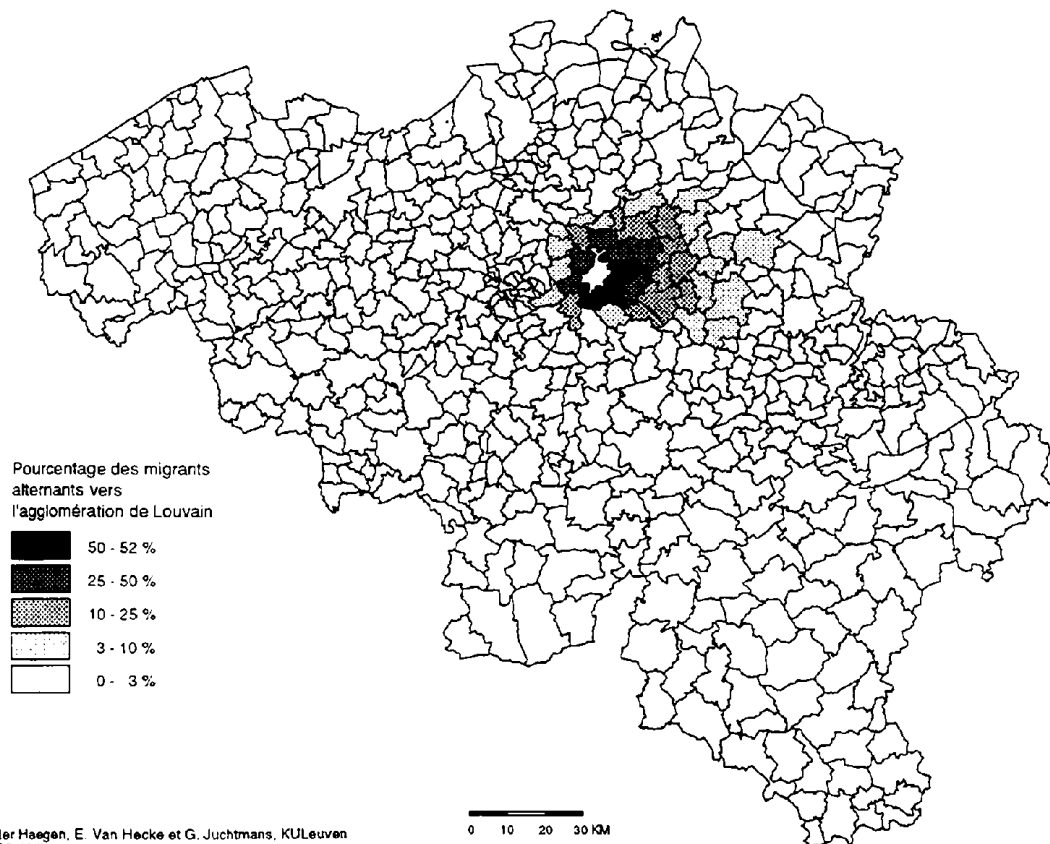 Pourcentage des migrants
alternants vers
l'agglomération de Louvain
50 - 52 %
25 - 50 %
10 - 25 %
3 - 10 %
0 - 3 %
0 10 20 30 KM
Haegen, E. Van Hecke et G. Juchtmans, KULeuven